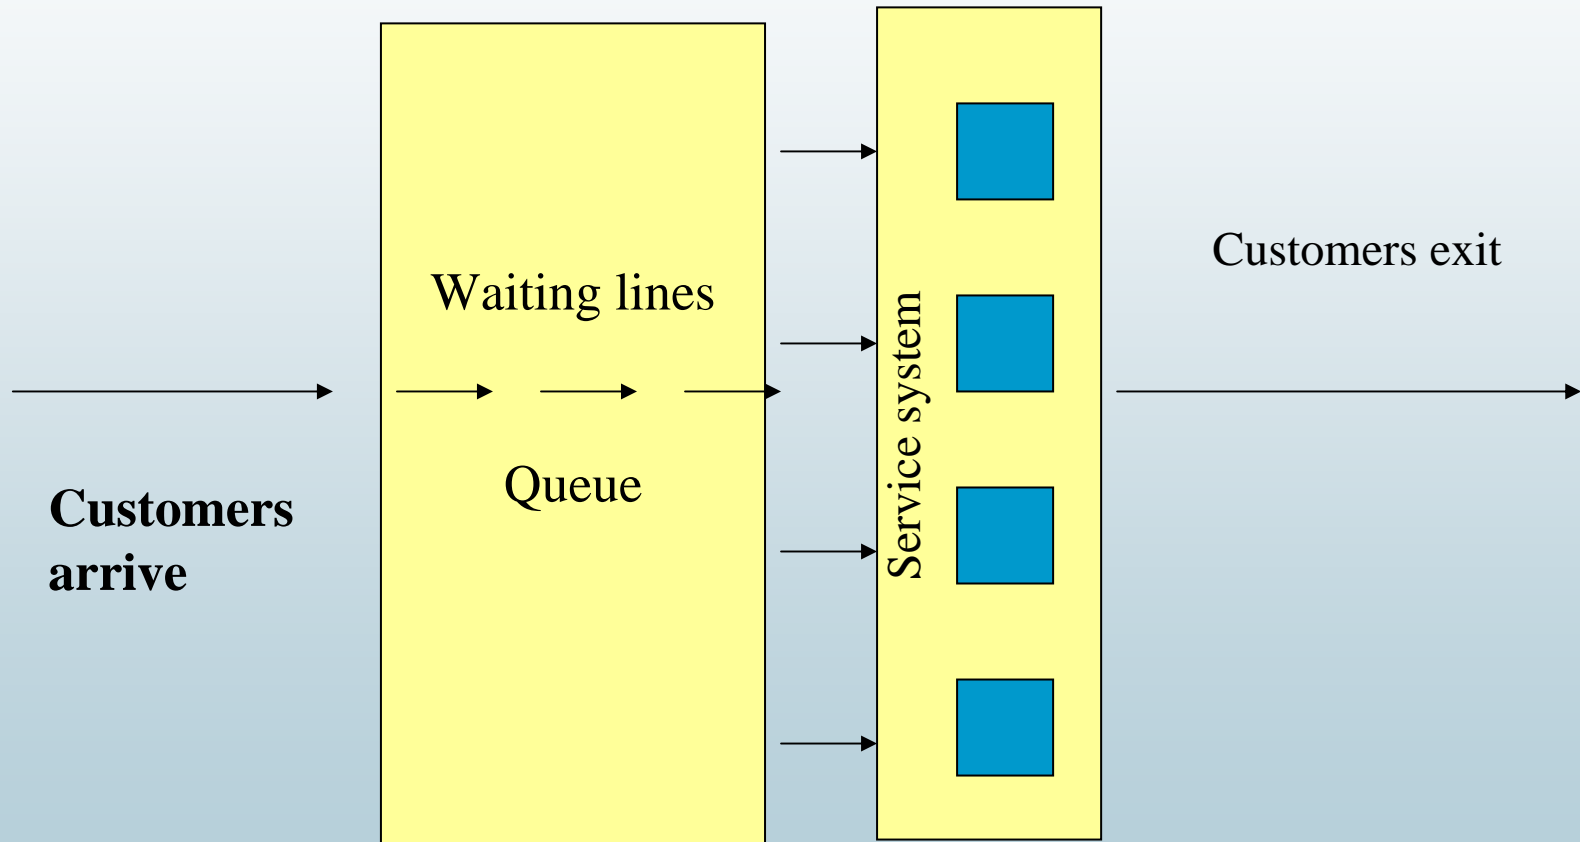 Customers
arrive
Waiting lines
Queue
Service system
Customers exit